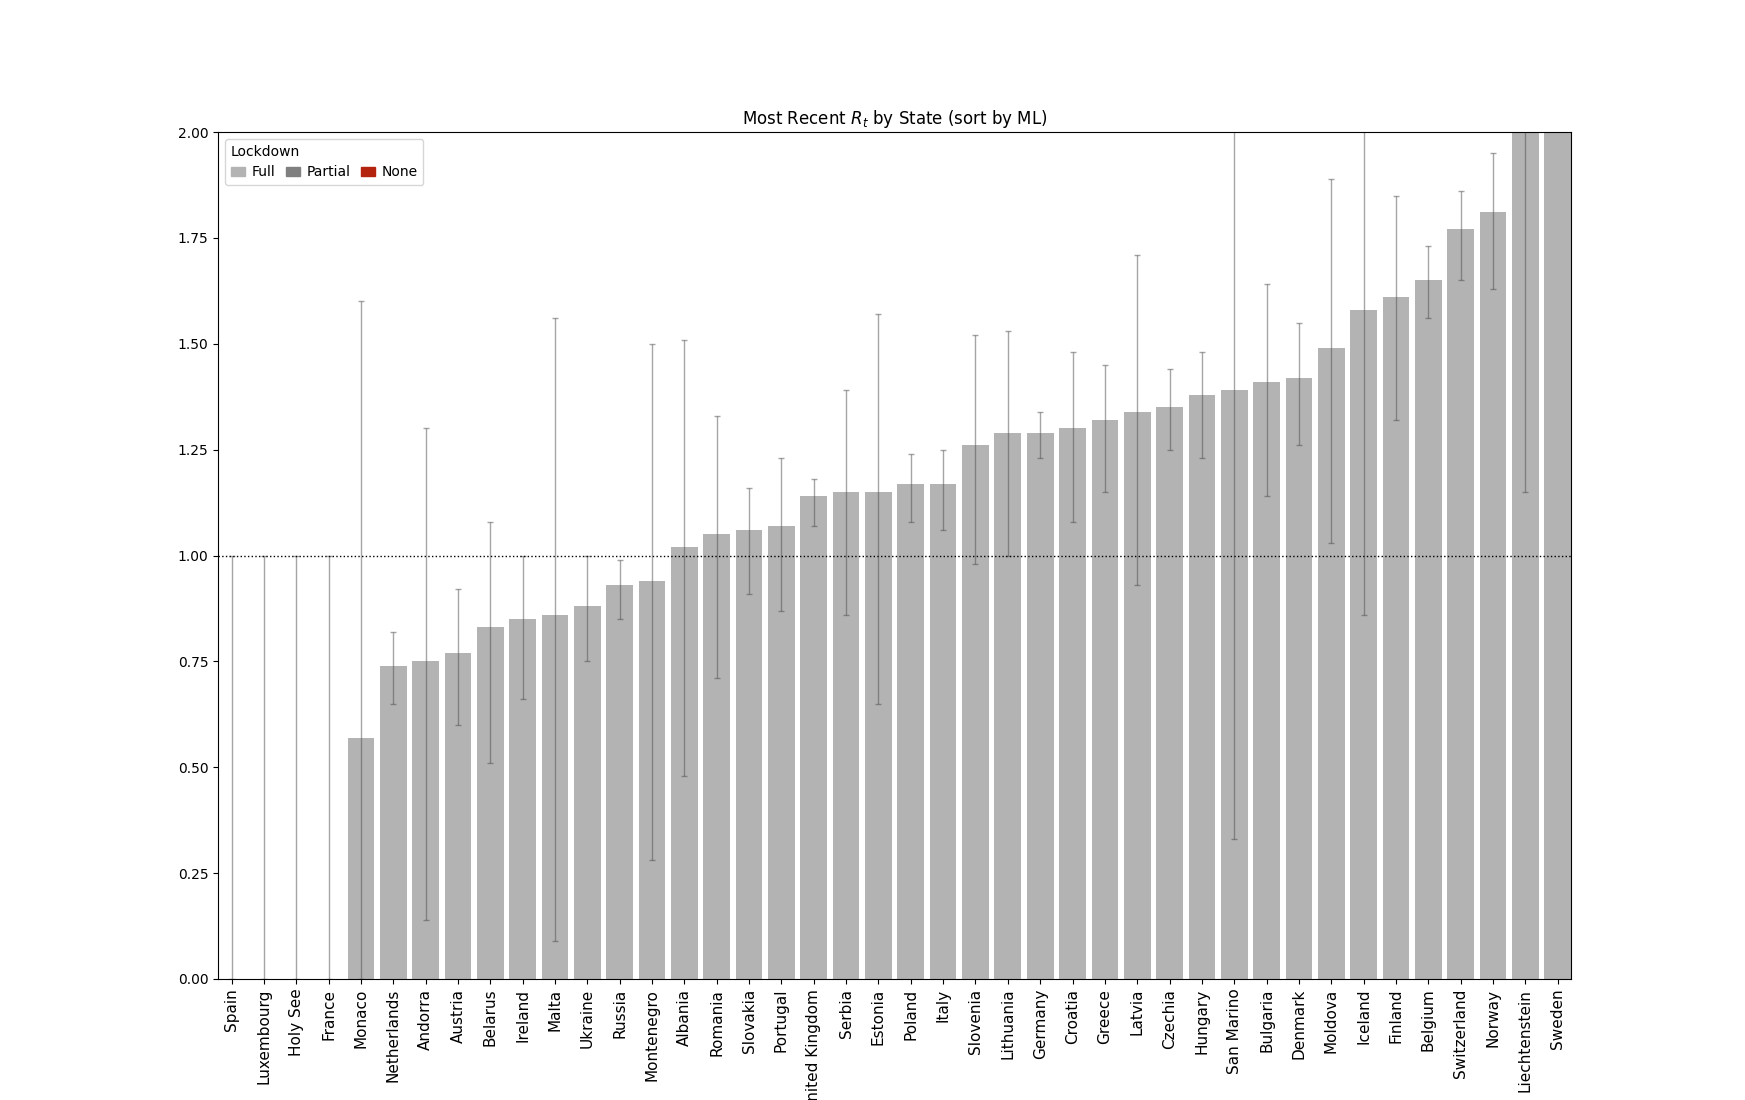 Most Recent Rt by State (sort by ML)
Lockdown
Full Partial None
2.00
1.75
1.50
1.25
1.00
0.75
0.50
0.25
0.00
Spain
Luxembourg
Holy See
France
Monaco
Netherlands
Andorra
Austria
Belarus
Ireland
Malta
Ukraine
Russia
Montenegro
Albania
Romania
Slovakia
Portugal
nited Kingdom
Serbia
Estonia
Poland
Italy
Slovenia
Lithuania
Germany
Croatia
Greece
Latvia
Czechia
Hungary
San Marino
Bulgaria
Denmark
Moldova
Iceland
Finland
Belgium
Switzerland
Norway
Liechtenstein
Sweden